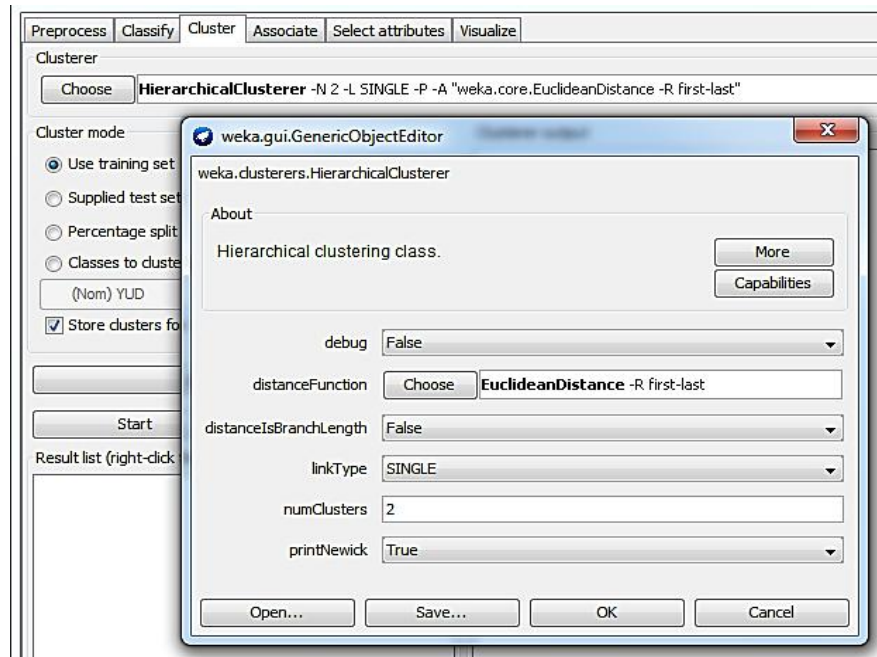 Preprocess Classify Cluster Associate Select attributes Visualize
Clusterer
Choose HierarchicalClusterer -N 2 -L SINGLE -P -A "weka.core.EuclideanDistance -R first-last"
Cluster mode
Use training set
Supplied test set
Percentage split
Classes to cluste
(Nom) YUD
Store clusters fo
Start
Result list (right-click
weka.gui.GenericObjectEditor
weka.clusterers.HierarchicalClusterer
About
Hierarchical clustering class.
More
Capabilities
debug False
distanceFunction Choose EuclideanDistance -R first-last
distanceIsBranchLength False
linkType SINGLE
numClusters 2
printNewick True
Open... Save... OK Cancel